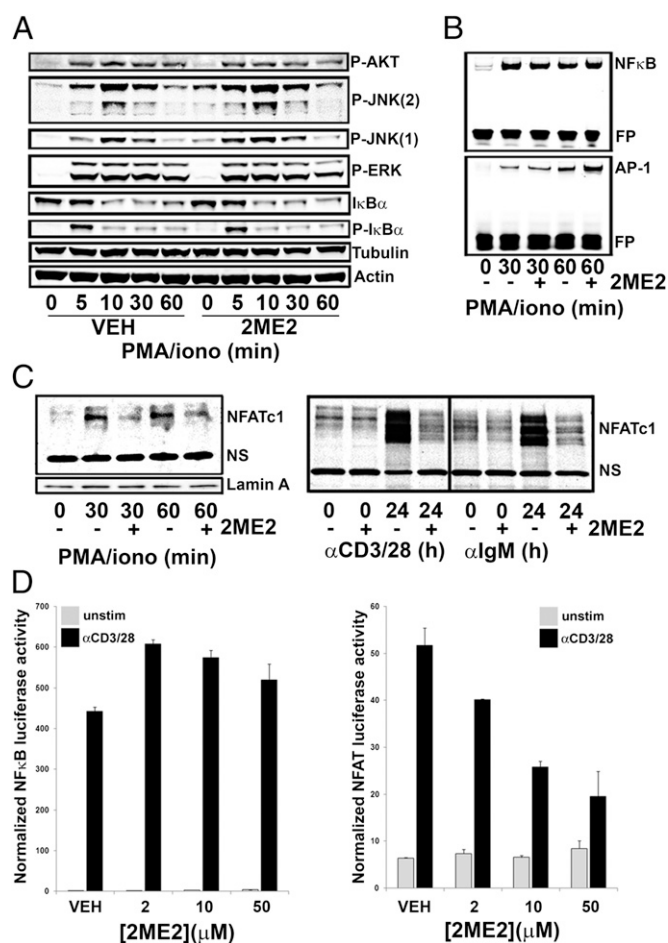 A
P-AKT
P-JNK(2)
P-JNK(1)
P-ERK
IκBα
P-IκBα
Tubulin
Actin
0 5 10 30 60 0 5 10 30 60
VEH 2ME2
PMA/iono (min)
B
NFκB
FP
AP-1
FP
0 30 30 60 60
- - + - + 2ME2
PMA/iono (min)
C
NFATc1
NS
Lamin A
0 30 30 60 60
- - + - + 2ME2
PMA/iono (min)
NFATc1
NS
0 0 24 24 0 0 24 24
- + - + - + - + 2ME2
αCD3/28 (h) αIgM (h)
D
Normalized NFκB luciferase activity
700
600
500
400
300
200
100
0
unstim
αCD3/28
VEH 2 10 50
[2ME2](μM)
Normalized NFAT luciferase activity
60
50
40
30
20
10
0
unstim
αCD3/28
VEH 2 10 50
[2ME2](μM)